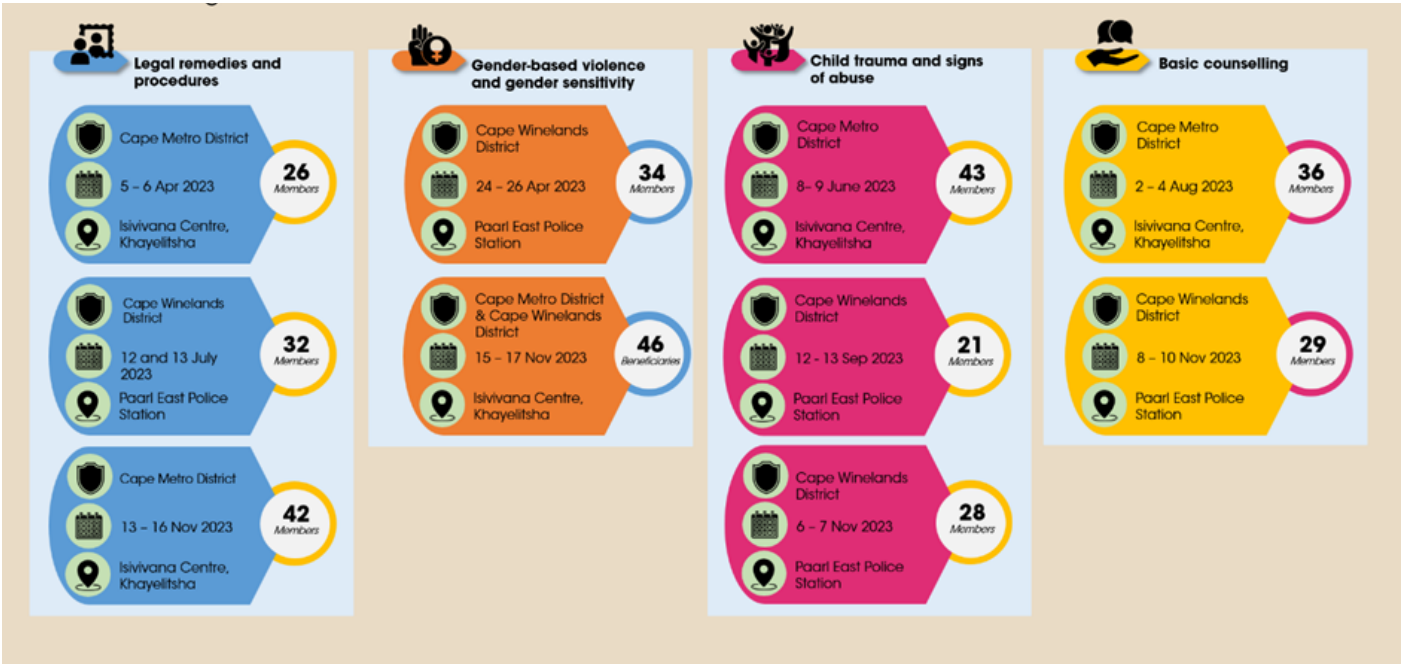 Legal remedies and
procedures
Cape Metro District
5 – 6 Apr 2023
Isivivana Centre,
Khayelitsha
26
Members
Cape Winelands
District
12 and 13 July
2023
Paarl East Police
Station
32
Members
Cape Metro District
13 – 16 Nov 2023
Isivivana Centre,
Khayelitsha
42
Members
Gender-based violence
and gender sensitivity
Cape Winelands
District
24 – 26 Apr 2023
Paarl East Police
Station
34
Members
Cape Metro District
& Cape Winelands
District
15 – 17 Nov 2023
Isivivana Centre,
Khayelitsha
46
Beneficiaries
Child trauma and signs
of abuse
Cape Metro
District
8– 9 June 2023
Isivivana Centre,
Khayelitsha
43
Members
Cape Winelands
District
12 - 13 Sep 2023
Paarl East Police
Station
21
Members
Cape Winelands
District
6 – 7 Nov 2023
Paarl East Police
Station
28
Members
Basic counselling
Cape Metro
District
2 – 4 Aug 2023
Isivivana Centre,
Khayelitsha
36
Members
Cape Winelands
District
8 – 10 Nov 2023
Paarl East Police
Station
29
Members